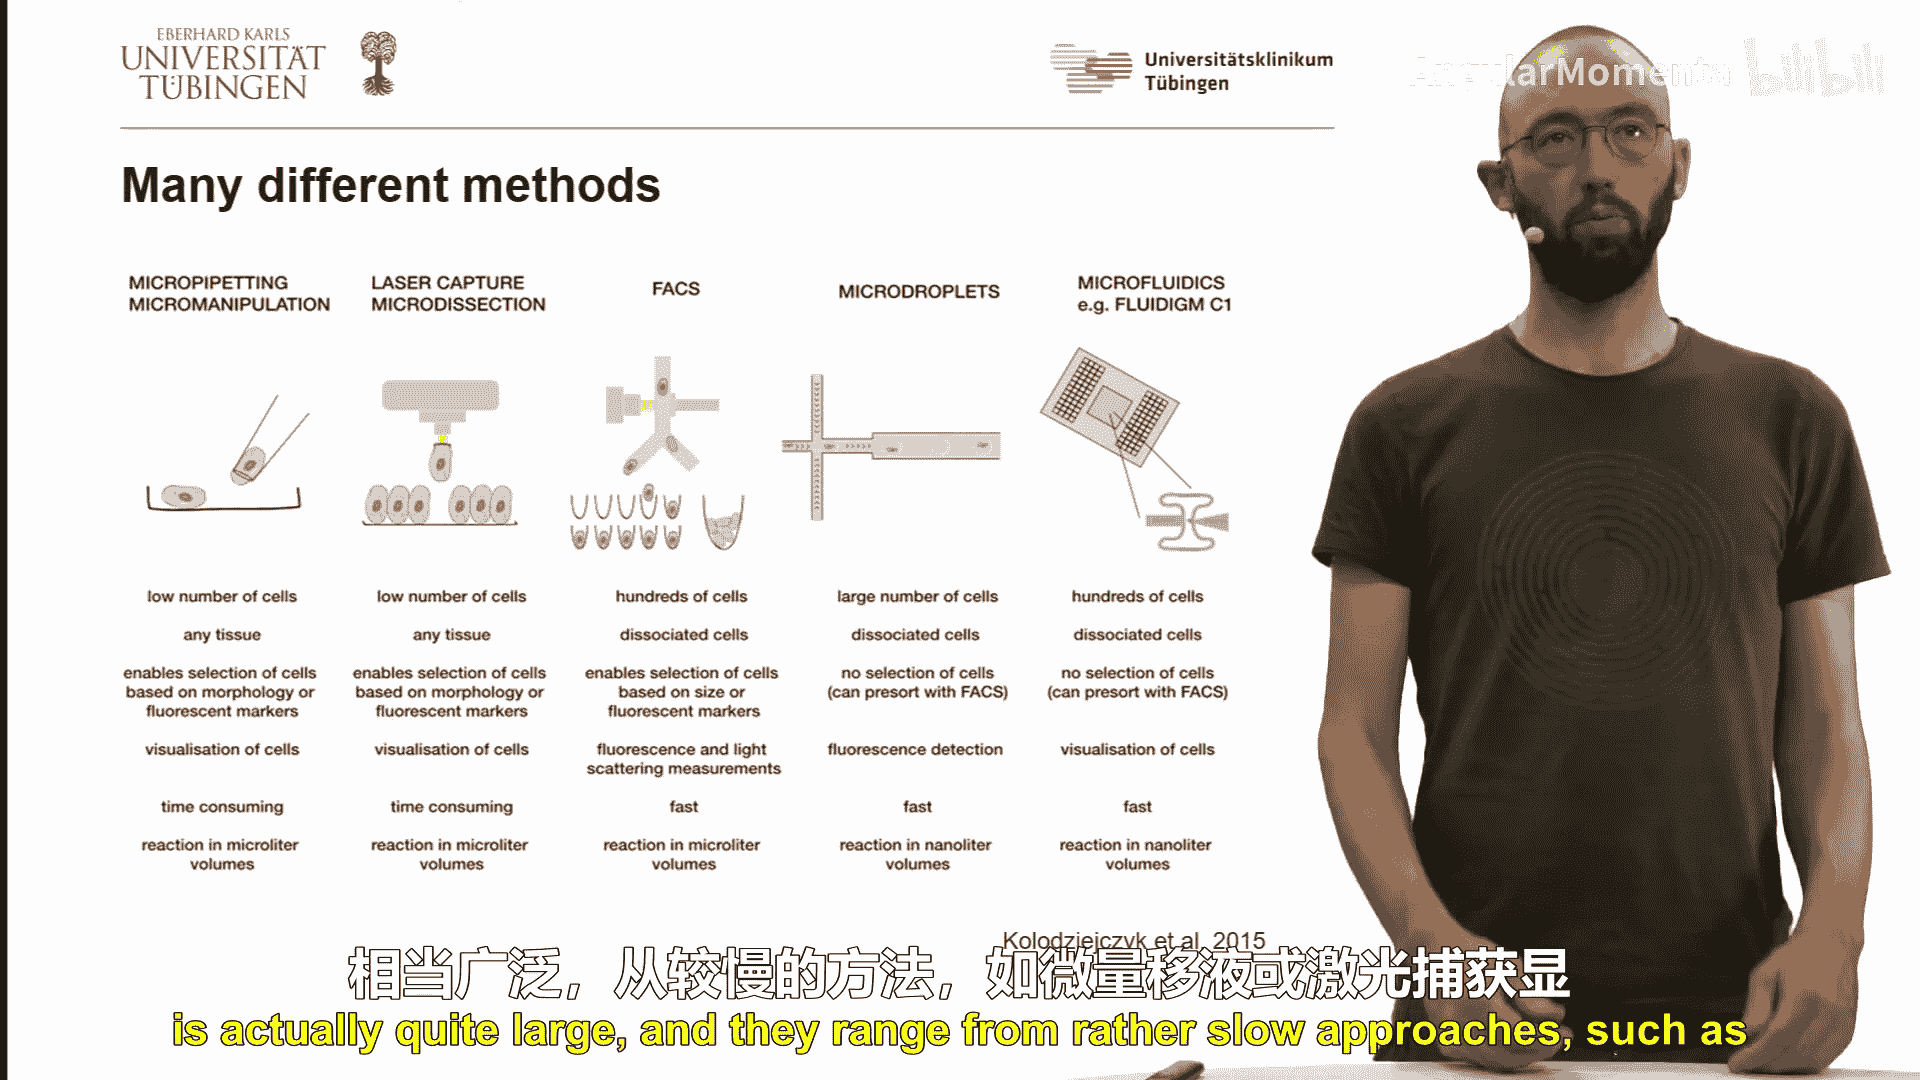 EBERHARD KARLS
UNIVERSITÄT
TÜBINGEN
Universitätsklinikum
Tübingen
AngularMomenta
bilibili
Many different methods
MICROPIPETTING
MICROMANIPULATION
low number of cells
any tissue
enables selection of cells
based on morphology or
fluorescent markers
visualisation of cells
time consuming
reaction in microliter
volumes
LASER CAPTURE
MICRODISSECTION
low number of cells
any tissue
enables selection of cells
based on morphology or
fluorescent markers
visualisation of cells
time consuming
reaction in microliter
volumes
FACS
hundreds of cells
dissociated cells
enables selection of cells
based on size or
fluorescent markers
fluorescence and light
scattering measurements
fast
reaction in microliter
volumes
MICRODROPLETS
large number of cells
dissociated cells
no selection of cells
(can presort with FACS)
fluorescence detection
fast
reaction in nanoliter
volumes
MICROFLUIDICS
e.g. FLUIDIGM C1
hundreds of cells
dissociated cells
no selection of cells
(can presort with FACS)
visualisation of cells
fast
reaction in nanoliter
volumes
Kolodziejczyk et al. 2015
相当广泛，从较慢的方法，如微量移液或激光捕获显
is actually quite large, and they range from rather slow approaches, such as